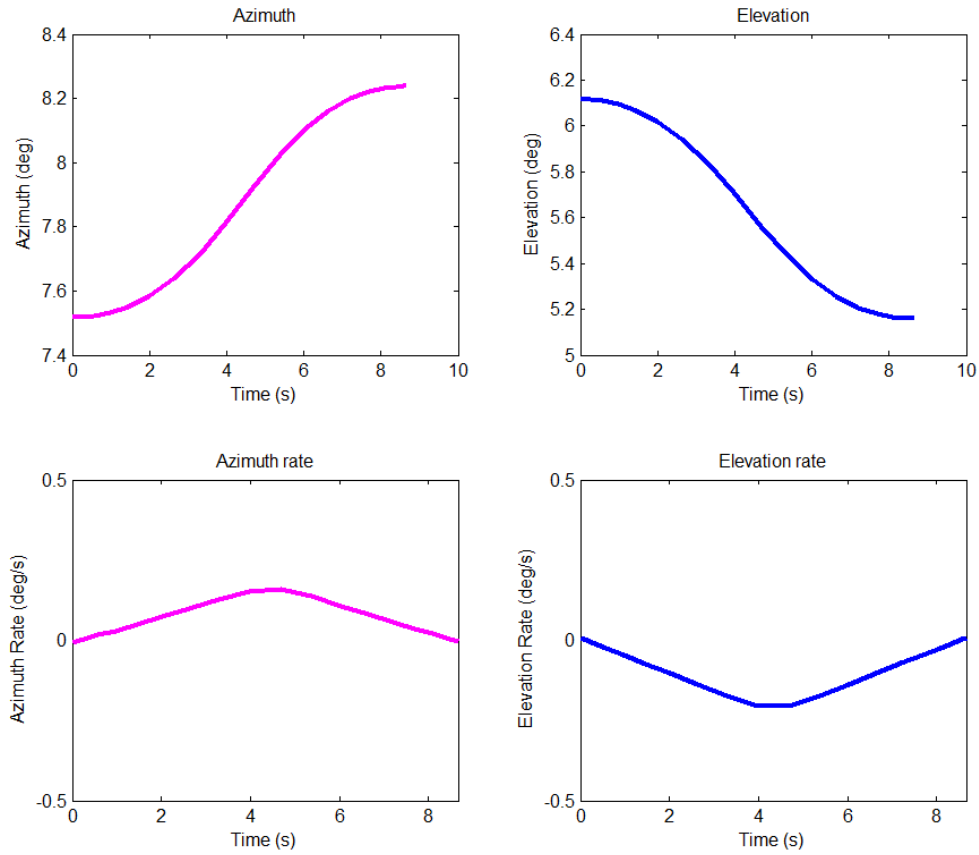 Azimuth
8.4
8.2
8
7.8
7.6
7.4
Azimuth (deg)
0 2 4 6 8 10
Time (s)
Elevation
6.4
6.2
6
5.8
5.6
5.4
5.2
5
Elevation (deg)
0 2 4 6 8 10
Time (s)
Azimuth rate
0.5
0
-0.5
Azimuth Rate (deg/s)
0 2 4 6 8
Time (s)
Elevation rate
0.5
0
-0.5
Elevation Rate (deg/s)
0 2 4 6 8
Time (s)